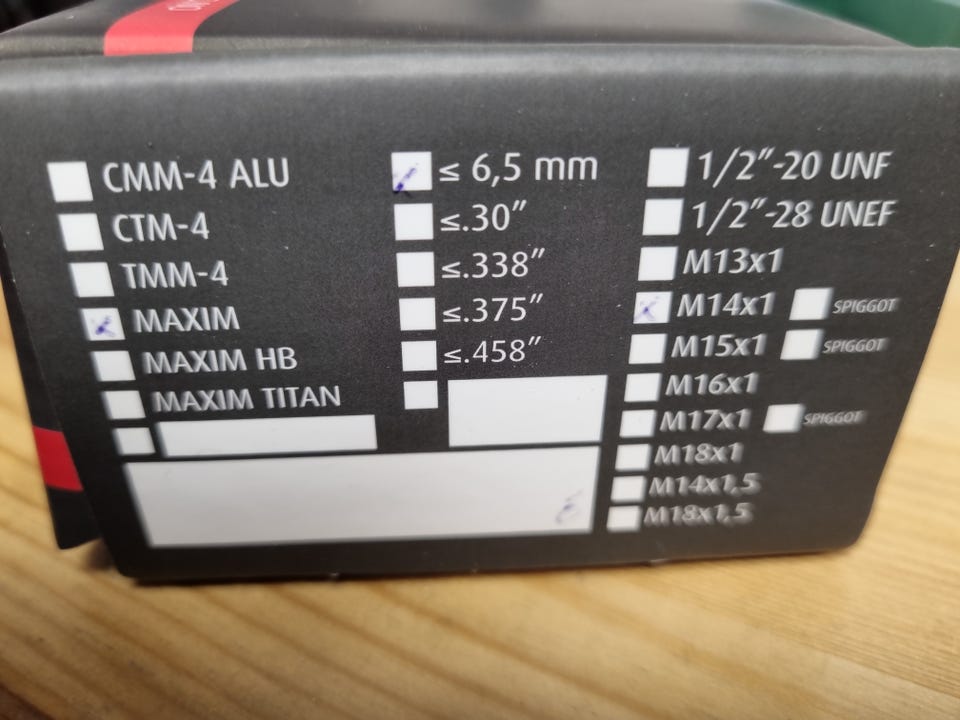 CMM-4 ALU
CTM-4
TMM-4
MAXIM
MAXIM HB
MAXIM TITAN
≤ 6,5 mm
≤.30”
≤.338”
≤.375”
≤.458”
1/2”-20 UNF
1/2”-28 UNEF
M13x1
M14x1 SPIGGOT
M15x1 SPIGGOT
M16x1
M17x1 SPIGGOT
M18x1
M14x1,5
M18x1,5